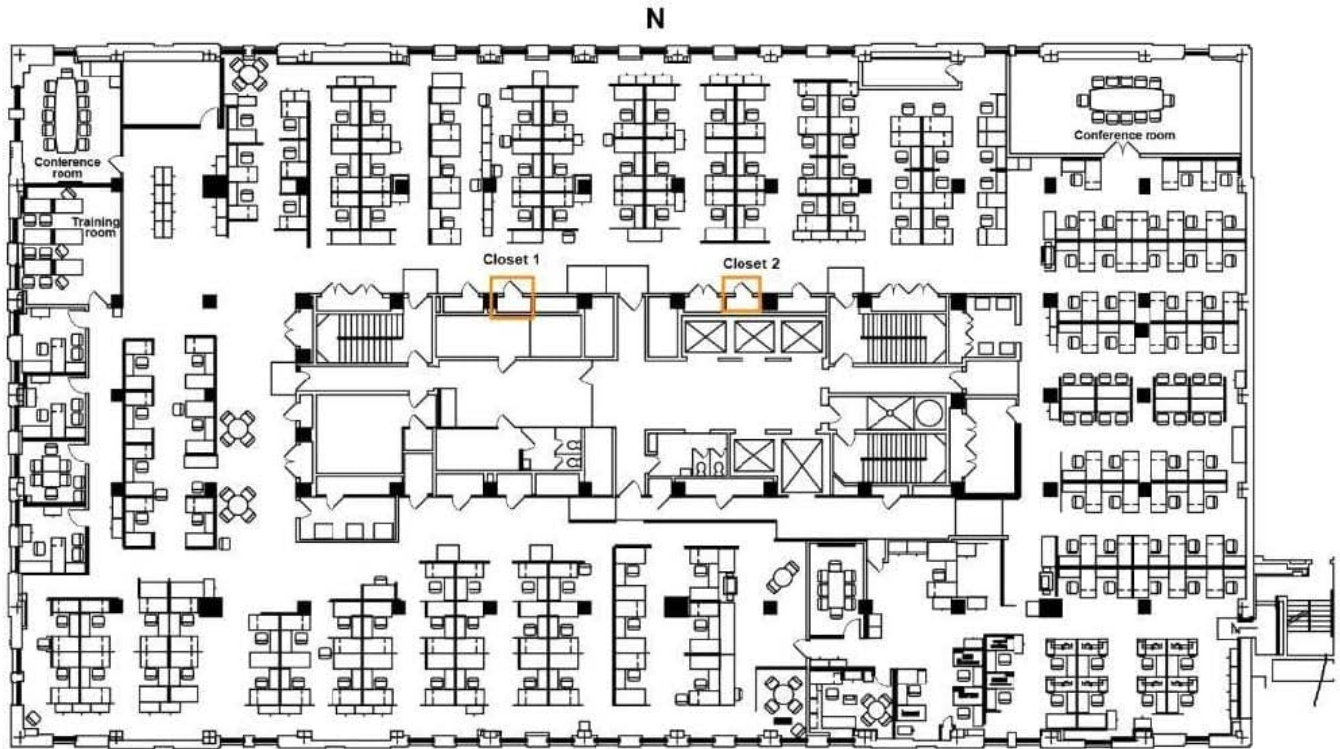 N
Conference
room
Conference room
Training
room
Closet 1
Closet 2